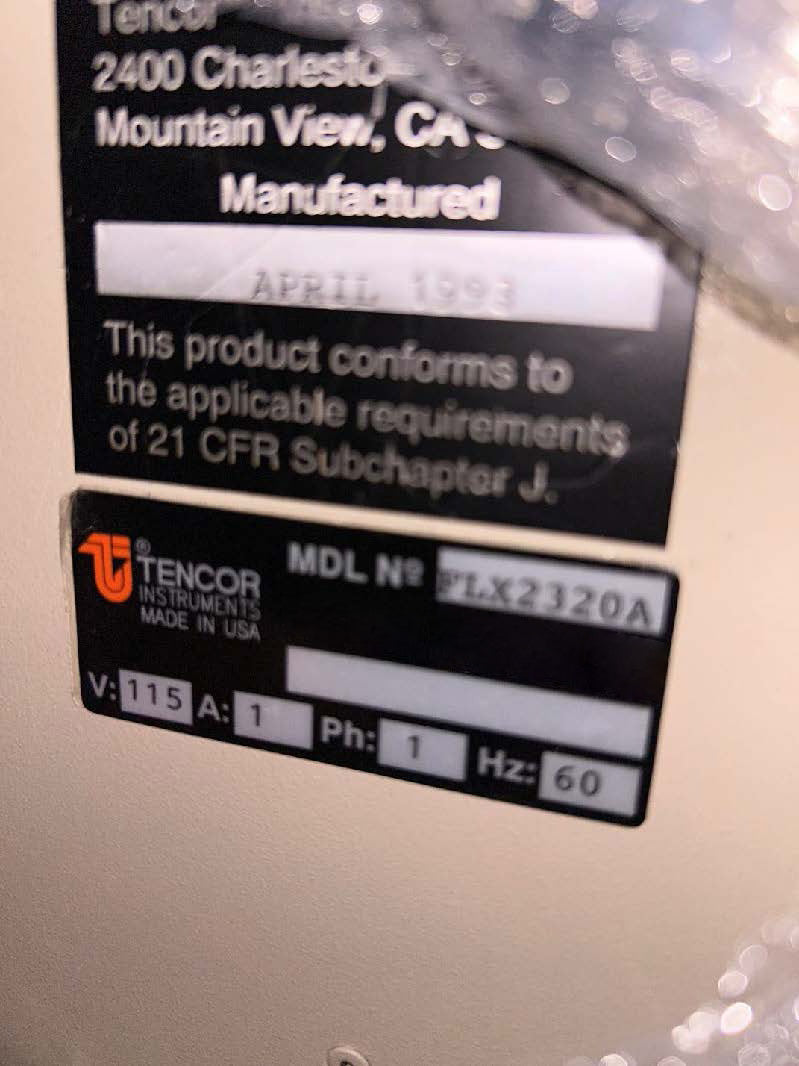 Tencor
2400 Charlesto
Mountain View, CA
Manufactured
APRIL 1993
This product conforms to
the applicable requirements
of 21 CFR Subchapter J.
® TENCOR
INSTRUMENTS
MADE IN USA
MDL Nº FLX2320A
V: 115 A: 1 Ph: 1 Hz: 60